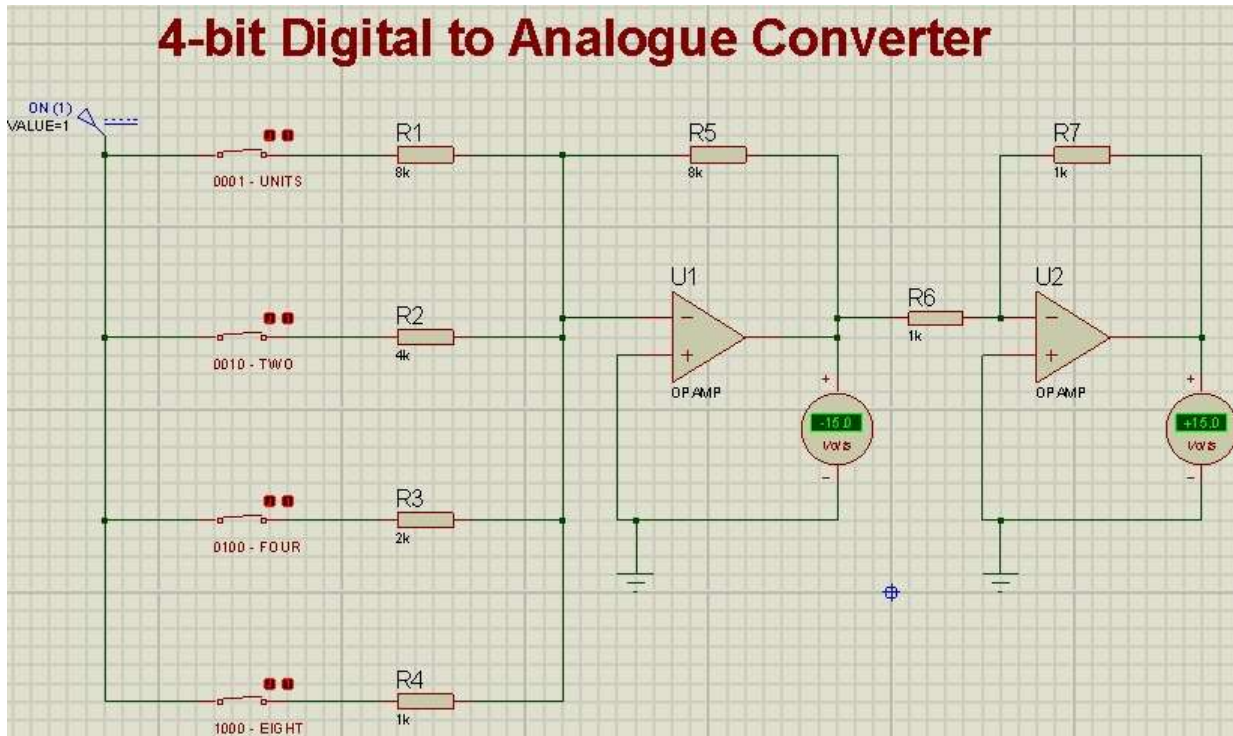 4-bit Digital to Analogue Converter
ON (1)
VALUE=1
R1
8k
0001 - UNITS
R5
8k
R7
1k
U1
U2
R6
1k
R2
4k
0010 - TWO
OPAMP
OPAMP
+
-15.0
Volts
+
+15.0
Volts
R3
2k
0100 - FOUR
R4
1k
1000 - EIGHT